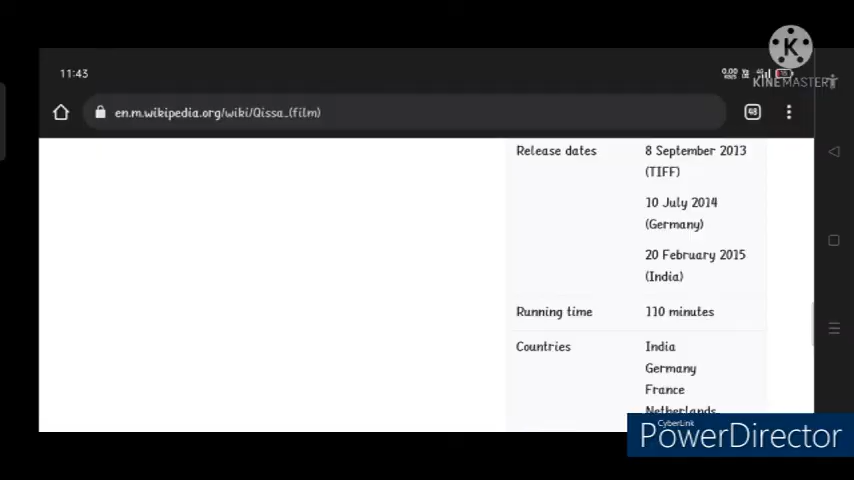 11:43
KINEMASTER
en.m.wikipedia.org/wiki/Qissa_(film)
Release dates 8 September 2013
(TIFF)
10 July 2014
(Germany)
20 February 2015
(India)
Running time 110 minutes
Countries India
Germany
France
Netherlands
CyberLink
PowerDirector